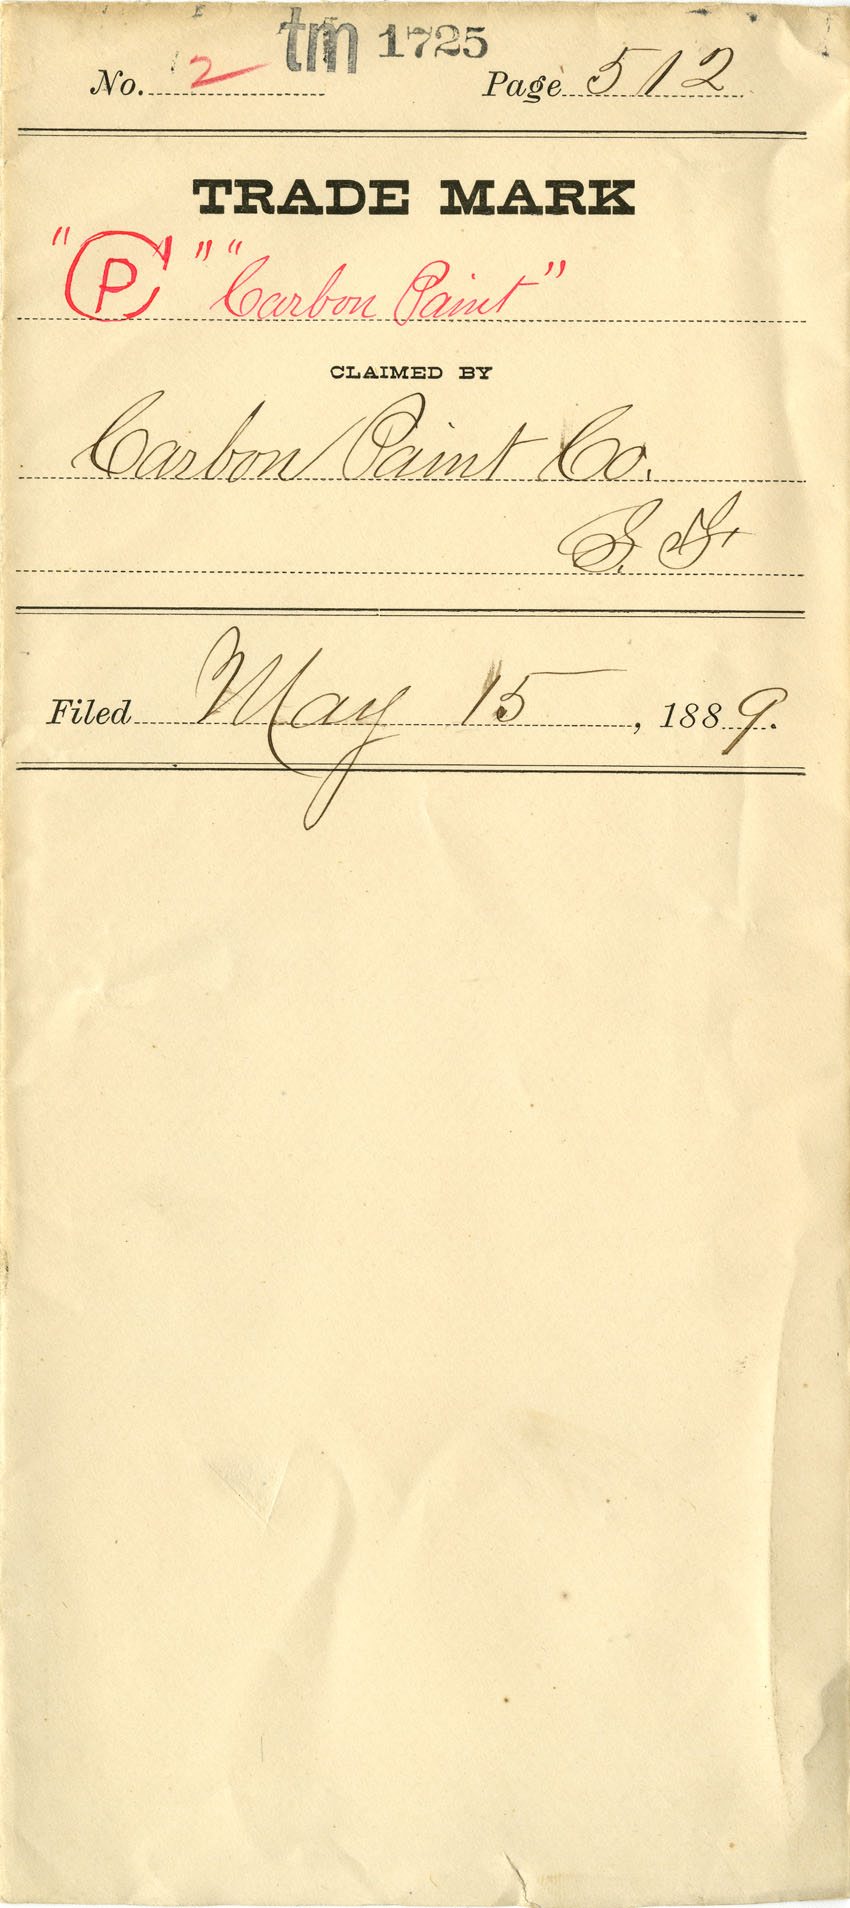 tm 1725
No. 2 Page 512
TRADE MARK
"P" "Carbon Paint"
CLAIMED BY
Carbon Paint Co.
S. F.
Filed May 15, 1889.